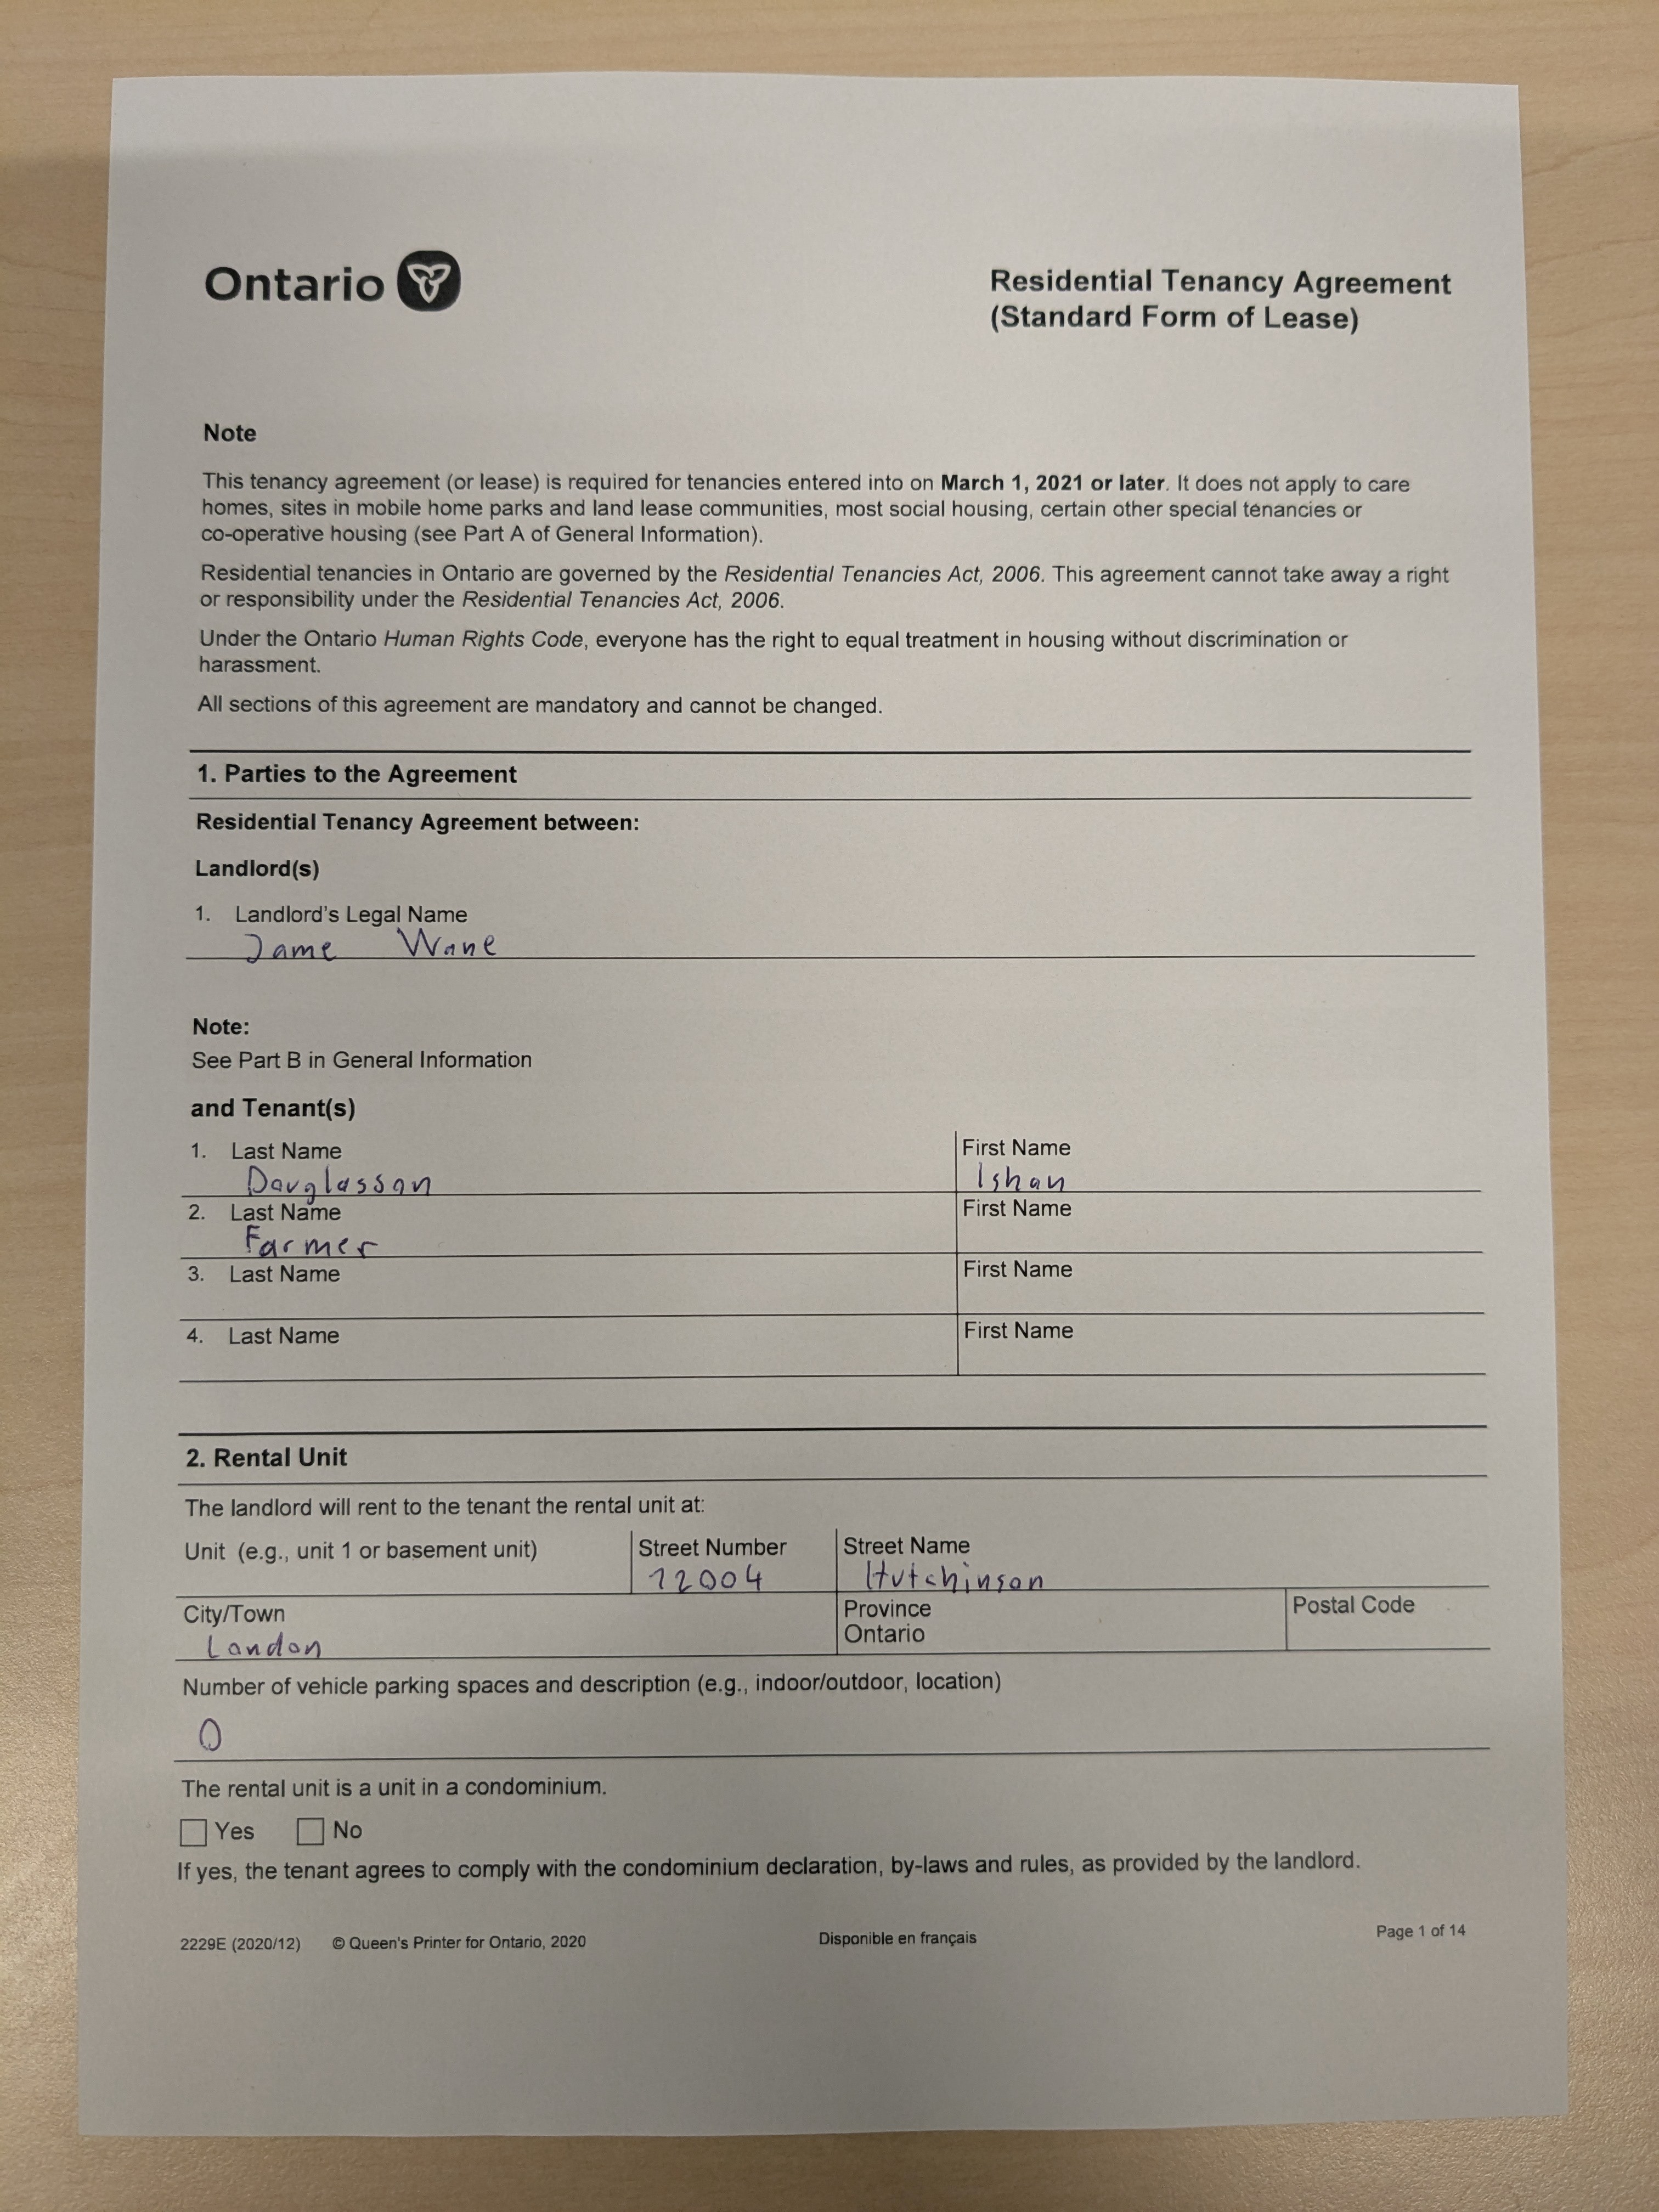 Ontario
Residential Tenancy Agreement
(Standard Form of Lease)
Note
This tenancy agreement (or lease) is required for tenancies entered into on March 1, 2021 or later. It does not apply to care
homes, sites in mobile home parks and land lease communities, most social housing, certain other special tenancies or
co-operative housing (see Part A of General Information).
Residential tenancies in Ontario are governed by the Residential Tenancies Act, 2006. This agreement cannot take away a right
or responsibility under the Residential Tenancies Act, 2006.
Under the Ontario Human Rights Code, everyone has the right to equal treatment in housing without discrimination or
harassment.
All sections of this agreement are mandatory and cannot be changed.
1. Parties to the Agreement
Residential Tenancy Agreement between:
Landlord(s)
1. Landlord's Legal Name
Jame Wane
Note:
See Part B in General Information
and Tenant(s)
1. Last Name First Name
Douglasson Ishan
2. Last Name First Name
Farmer
3. Last Name First Name
4. Last Name First Name
2. Rental Unit
The landlord will rent to the tenant the rental unit at:
Unit (e.g., unit 1 or basement unit) Street Number Street Name
12004 Hutchinson
City/Town Province Postal Code
London Ontario
Number of vehicle parking spaces and description (e.g., indoor/outdoor, location)
0
The rental unit is a unit in a condominium.
Yes No
If yes, the tenant agrees to comply with the condominium declaration, by-laws and rules, as provided by the landlord.
2229E (2020/12) © Queen's Printer for Ontario, 2020 Disponible en français Page 1 of 14